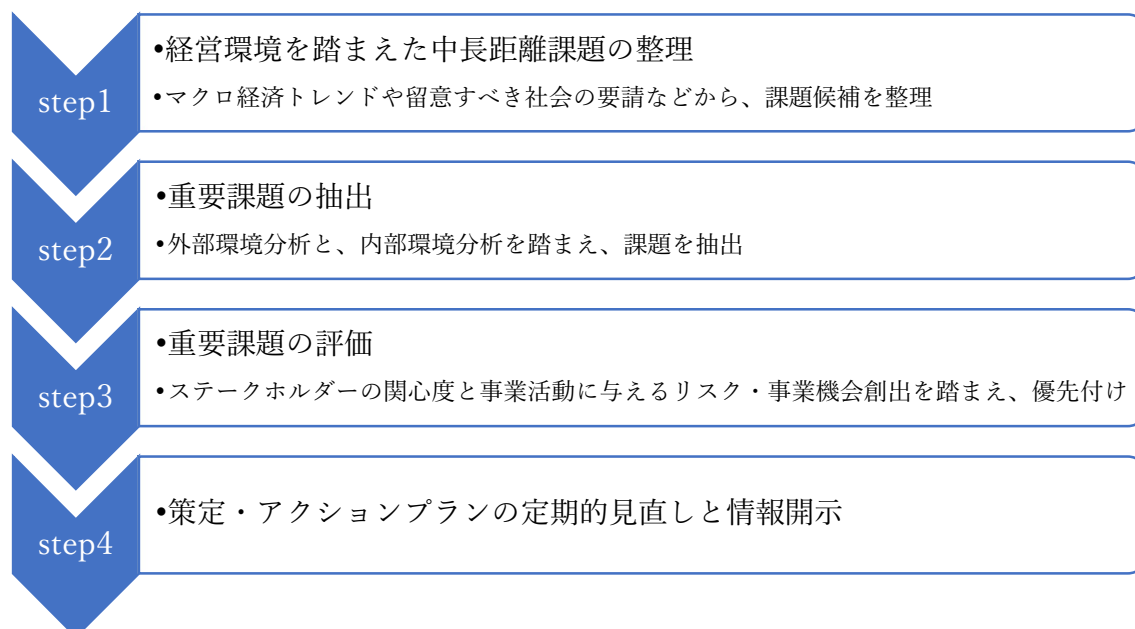 step1
•経営環境を踏まえた中長距離課題の整理
•マクロ経済トレンドや留意すべき社会の要請などから、課題候補を整理
step2
•重要課題の抽出
•外部環境分析と、内部環境分析を踏まえ、課題を抽出
step3
•重要課題の評価
•ステークホルダーの関心度と事業活動に与えるリスク・事業機会創出を踏まえ、優先付け
step4
•策定・アクションプランの定期的見直しと情報開示